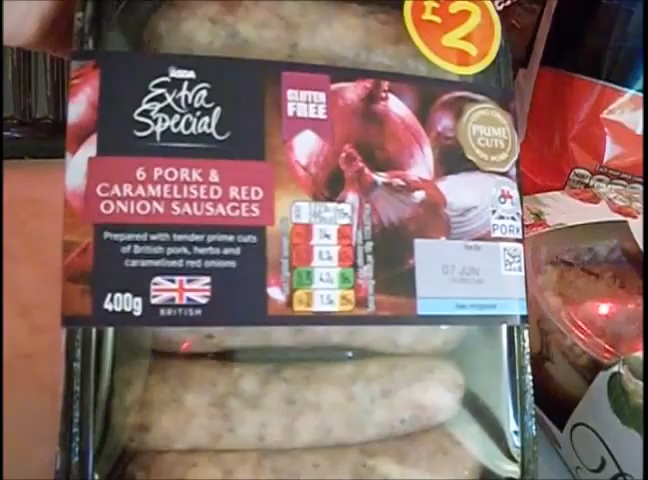 £2
ASDA
Extra
Special
GLUTEN
FREE
PRIME
CUTS
6 PORK &
CARAMELISED RED
ONION SAUSAGES
Prepared with tender prime cuts
of British pork, herbs and
caramelised red onions
400g
BRITISH
PORK
07 JUN